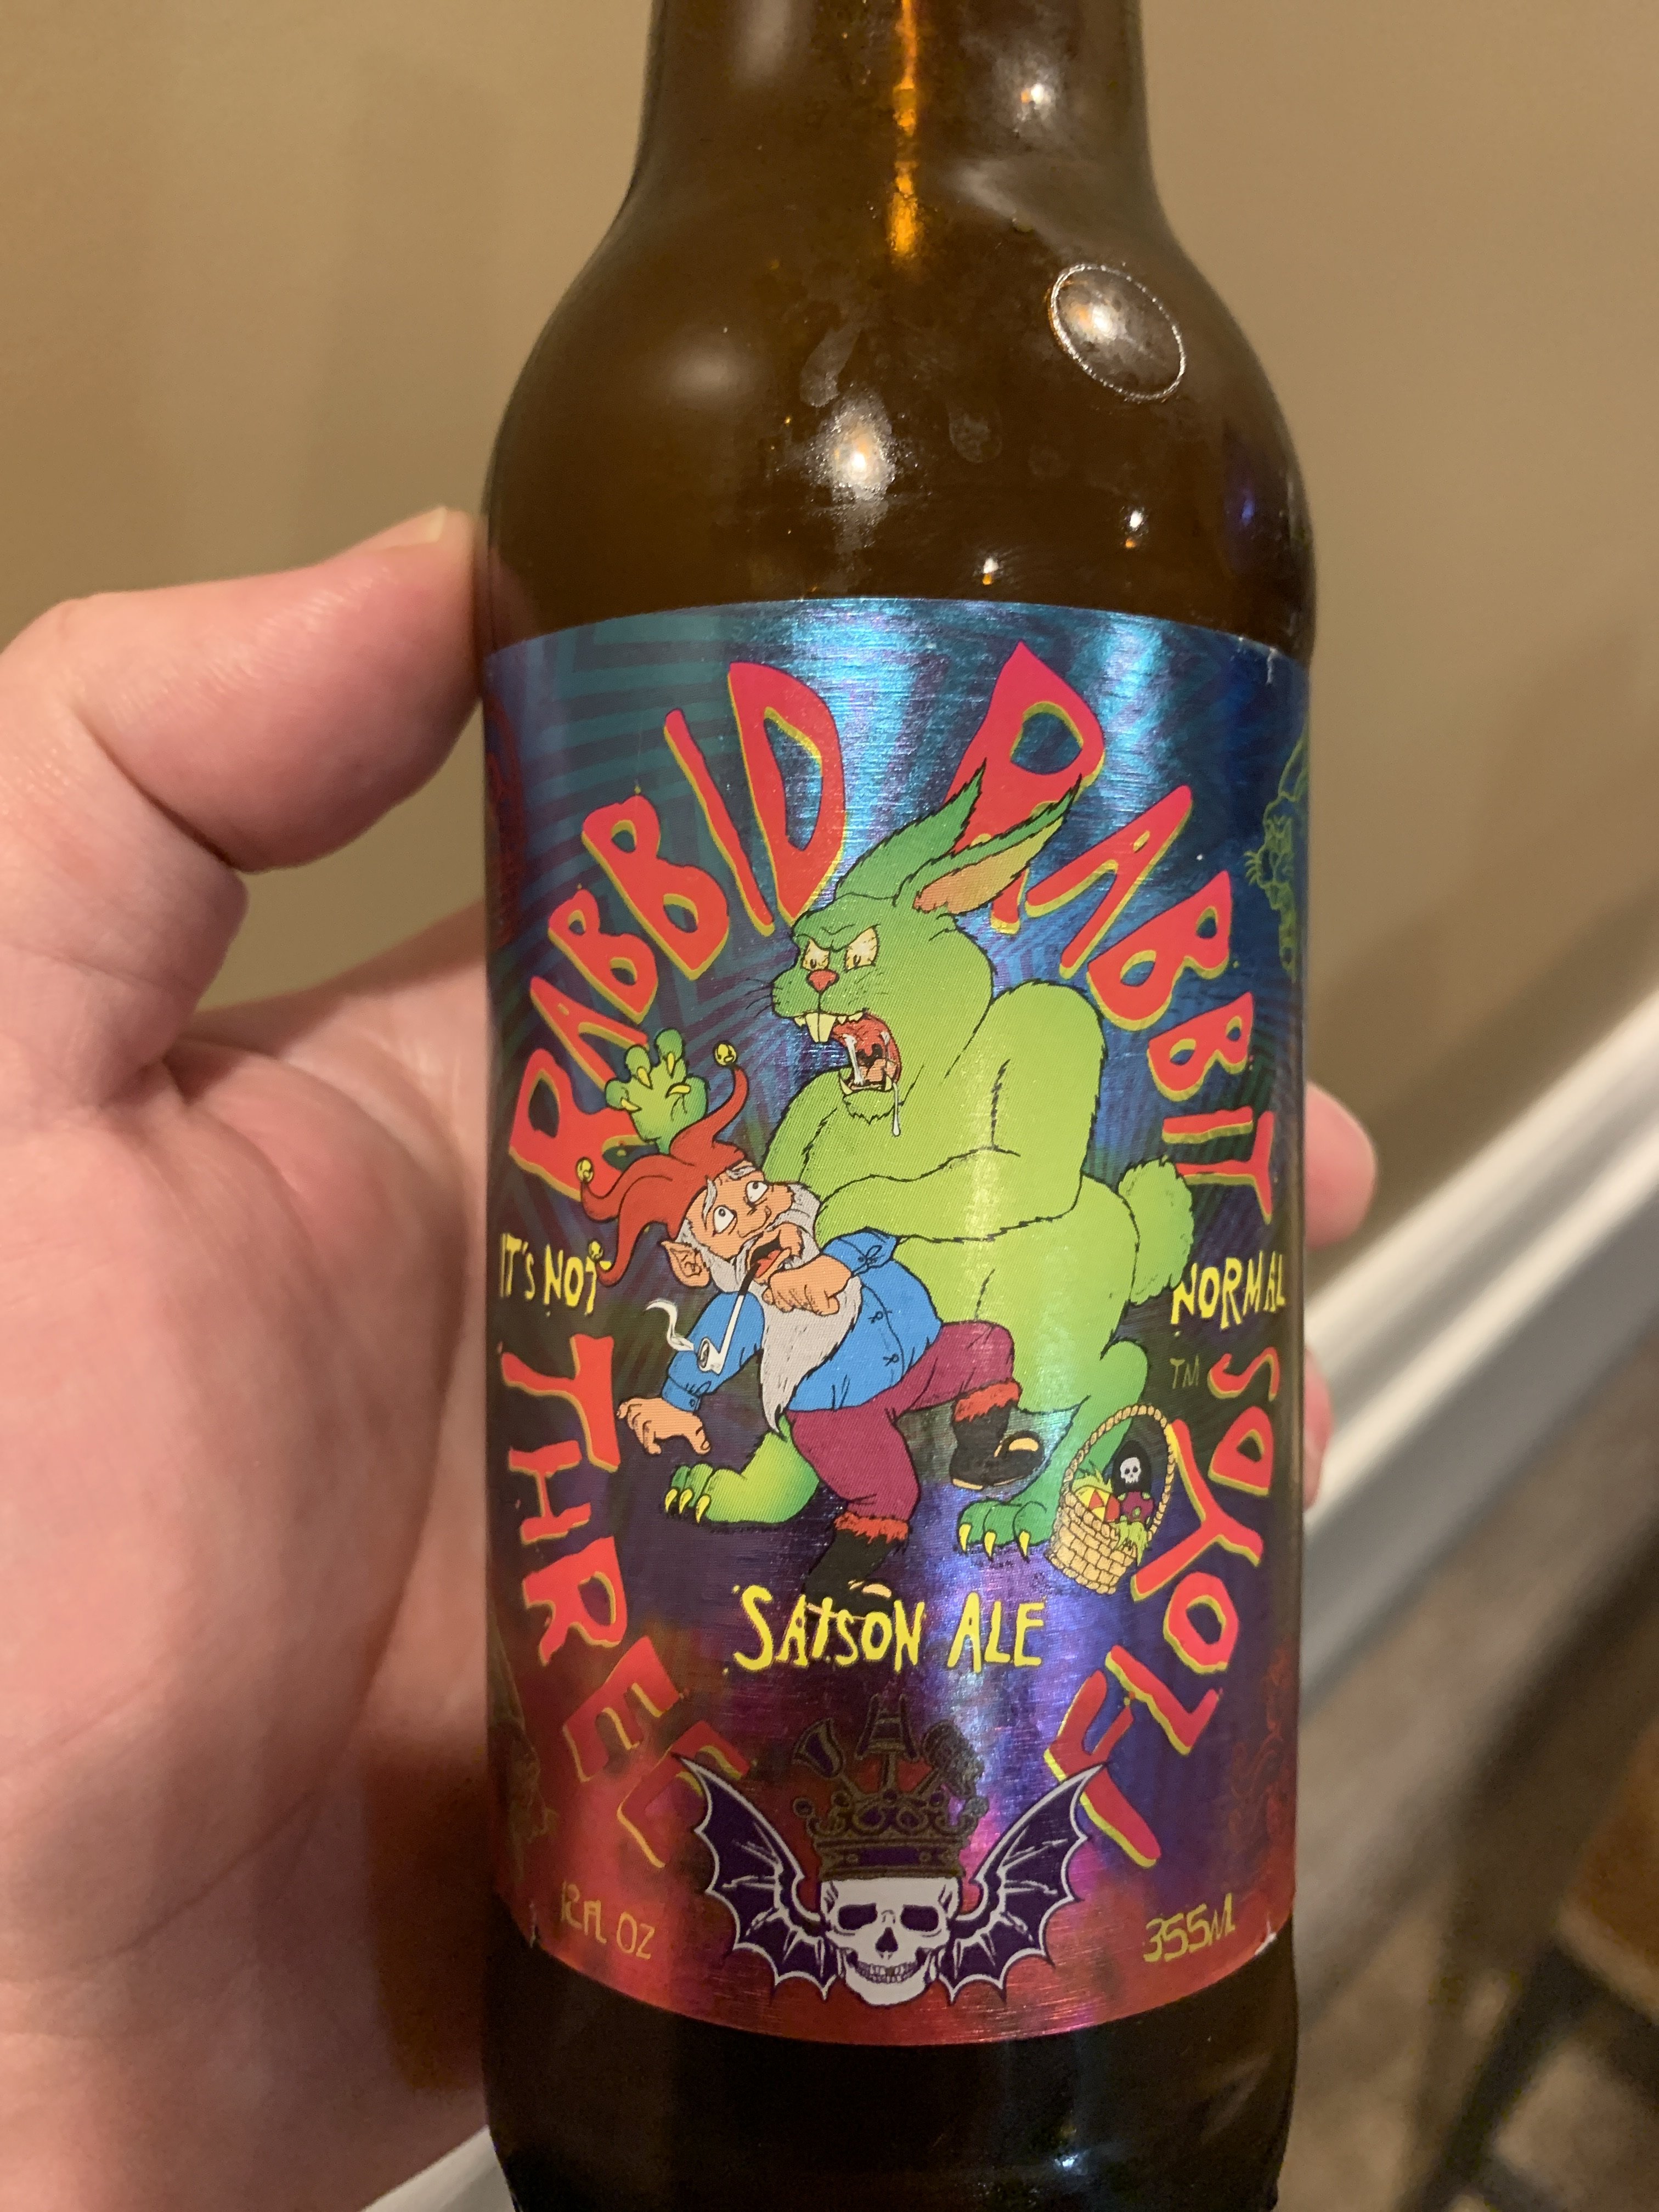 RABBID RABBIT
IT'S NOT
NORMAL
TM
THREE FLOYDS
SAISON ALE
12 FL OZ
355ML